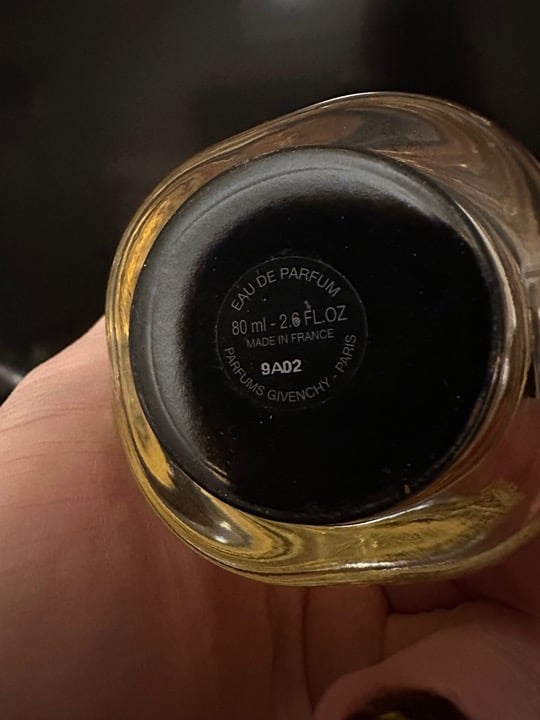 EAU DE PARFUM
80 ml - 2.6 FL.OZ
MADE IN FRANCE
9A02
PARFUMS GIVENCHY - PARIS